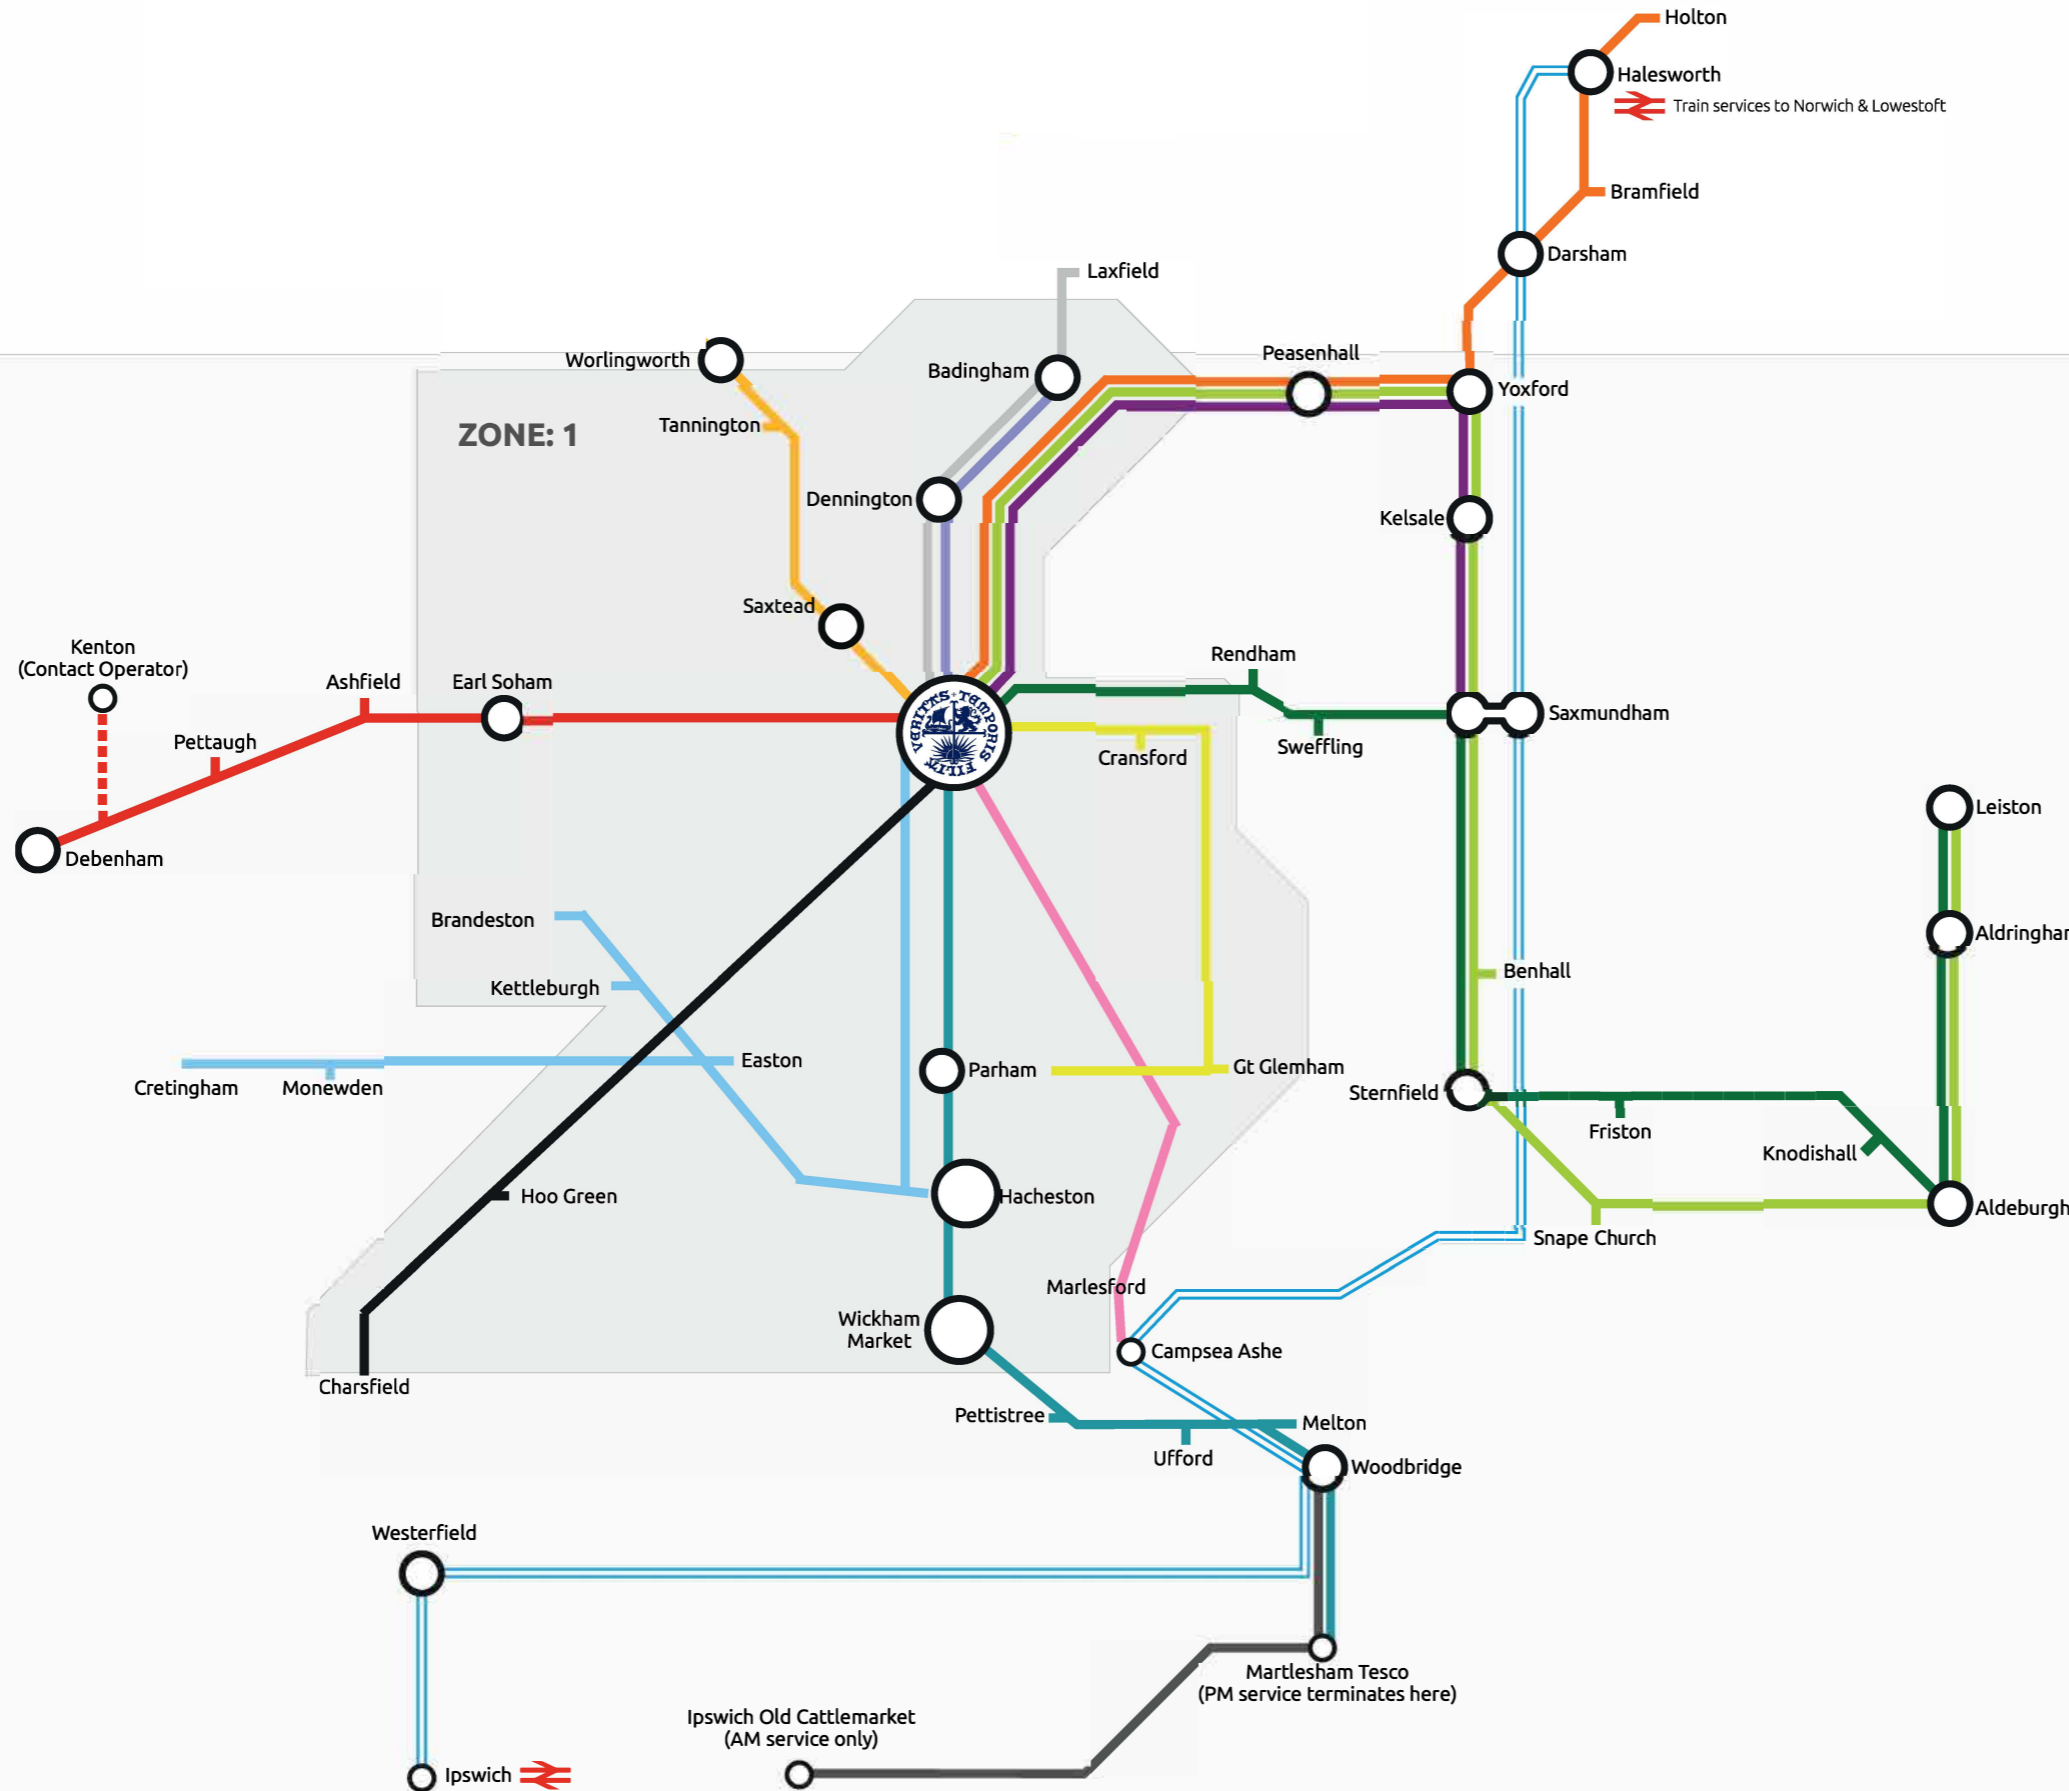 Holton
Halesworth
Train services to Norwich & Lowestoft
Bramfield
Darsham
Laxfield
Worlingworth
Badingham
Peasenhall
Yoxford
Tannington
ZONE: 1
Dennington
Kelsale
Saxtead
Kenton
(Contact Operator)
Ashfield
Earl Soham
Rendham
VERITAS TEMPORIS FILIA
Saxmundham
Pettaugh
Cransford
Sweffling
Debenham
Leiston
Brandeston
Aldringhar
Benhall
Kettleburgh
Easton
Parham
Gt Glemham
Cretingham
Monewden
Sternfield
Friston
Knodishall
Hoo Green
Hacheston
Aldeburgh
Snape Church
Marlesford
Wickham
Market
Campsea Ashe
Charsfield
Pettistree
Melton
Ufford
Woodbridge
Westerfield
Martlesham Tesco
(PM service terminates here)
Ipswich Old Cattlemarket
(AM service only)
Ipswich